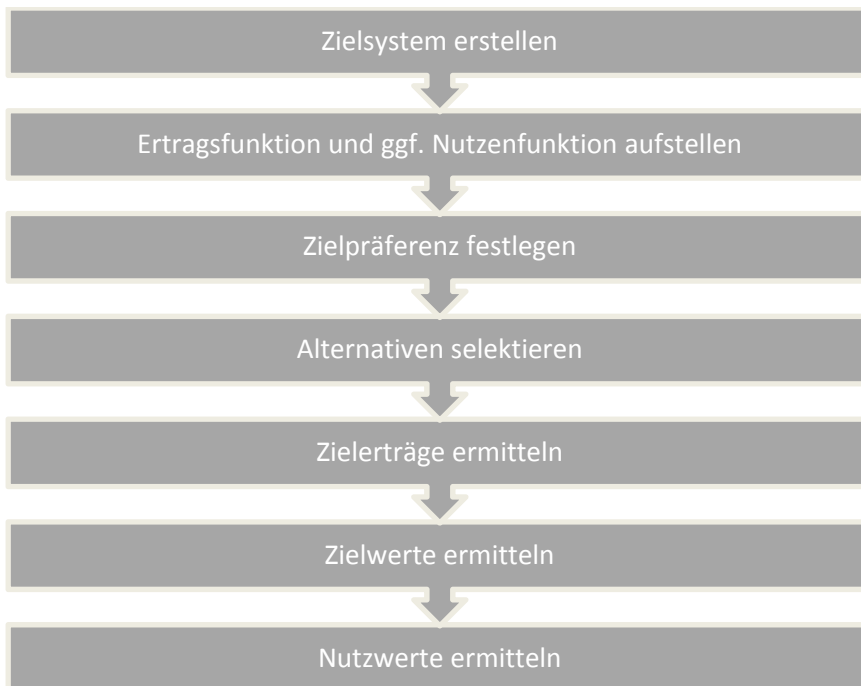 Zielsystem erstellen
Ertragsfunktion und ggf. Nutzenfunktion aufstellen
Zielpräferenz festlegen
Alternativen selektieren
Zielerträge ermitteln
Zielwerte ermitteln
Nutzwerte ermitteln